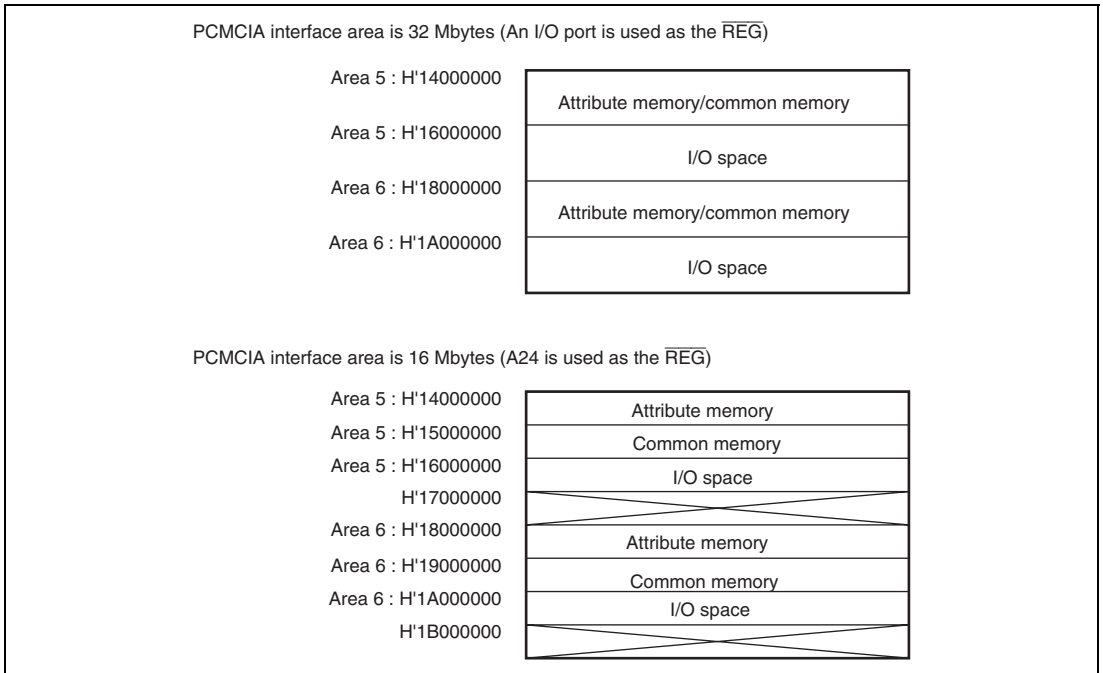 PCMCIA interface area is 32 Mbytes (An I/O port is used as the R̅E̅G̅)
Area 5 : H'14000000
Attribute memory/common memory
Area 5 : H'16000000
I/O space
Area 6 : H'18000000
Attribute memory/common memory
Area 6 : H'1A000000
I/O space
PCMCIA interface area is 16 Mbytes (A24 is used as the R̅E̅G̅)
Area 5 : H'14000000
Attribute memory
Area 5 : H'15000000
Common memory
Area 5 : H'16000000
I/O space
H'17000000
Area 6 : H'18000000
Attribute memory
Area 6 : H'19000000
Common memory
Area 6 : H'1A000000
I/O space
H'1B000000